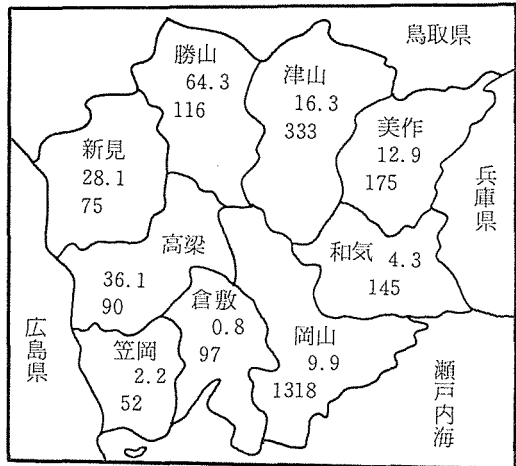 鳥取県
勝山
64.3
116
津山
16.3
333
美作
12.9
175
新見
28.1
75
兵庫県
高梁
36.1
90
和気 4.3
145
倉敷
0.8
97
岡山
9.9
1318
笠岡
2.2
52
広島県
瀬戸内海